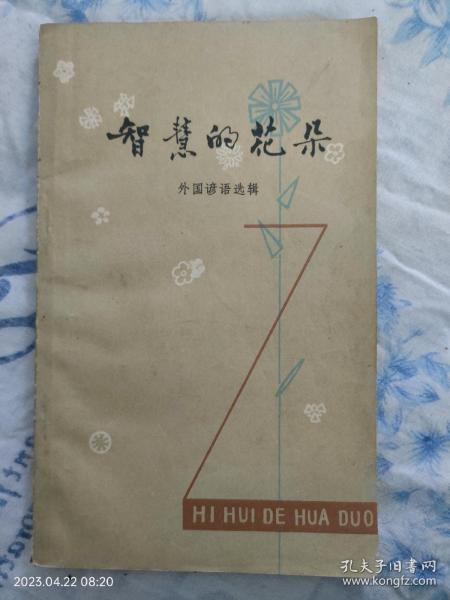 智慧的花朵
外国谚语选辑
Z
HI HUI DE HUA DUO
2023.04.22 08:20
孔夫子旧书网
www.kongfz.com